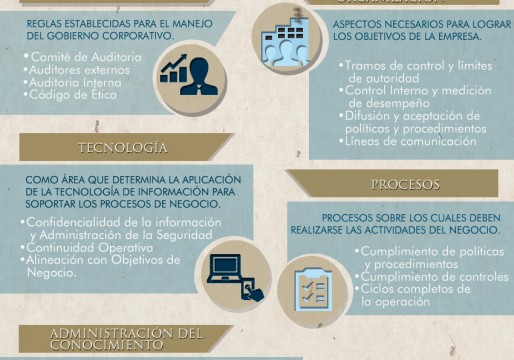 ORGANIZACIÓN
REGLAS ESTABLECIDAS PARA EL MANEJO
DEL GOBIERNO CORPORATIVO.
•Comité de Auditoría
•Auditores externos
•Auditoria Interna
•Código de Ética
ASPECTOS NECESARIOS PARA LOGRAR
LOS OBJETIVOS DE LA EMPRESA.
•Tramos de control y límites
de autoridad
•Control Interno y medición
de desempeño
•Difusión y aceptación de
políticas y procedimientos
•Líneas de comunicación
TECNOLOGÍA
COMO ÁREA QUE DETERMINA LA APLICACIÓN
DE LA TECNOLOGÍA DE INFORMACIÓN PARA
SOPORTAR LOS PROCESOS DE NEGOCIO.
•Confidencialidad de la información
y Administración de la Seguridad
•Continuidad Operativa
•Alineación con Objetivos de
Negocio.
PROCESOS
PROCESOS SOBRE LOS CUALES DEBEN
REALIZARSE LAS ACTIVIDADES DEL NEGOCIO.
•Cumplimiento de políticas
y procedimientos
•Cumplimiento de controles
•Ciclos completos de
la operación
ADMINISTRACIÓN DEL
CONOCIMIENTO